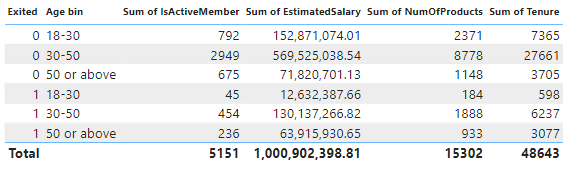 Exited Age bin Sum of IsActiveMember Sum of EstimatedSalary Sum of NumOfProducts Sum of Tenure
0 18-30 792 152,871,074.01 2371 7365
0 30-50 2949 569,525,038.54 8778 27661
0 50 or above 675 71,820,701.13 1148 3705
1 18-30 45 12,632,387.66 184 598
1 30-50 454 130,137,266.82 1888 6237
1 50 or above 236 63,915,930.65 933 3077
Total 5151 1,000,902,398.81 15302 48643